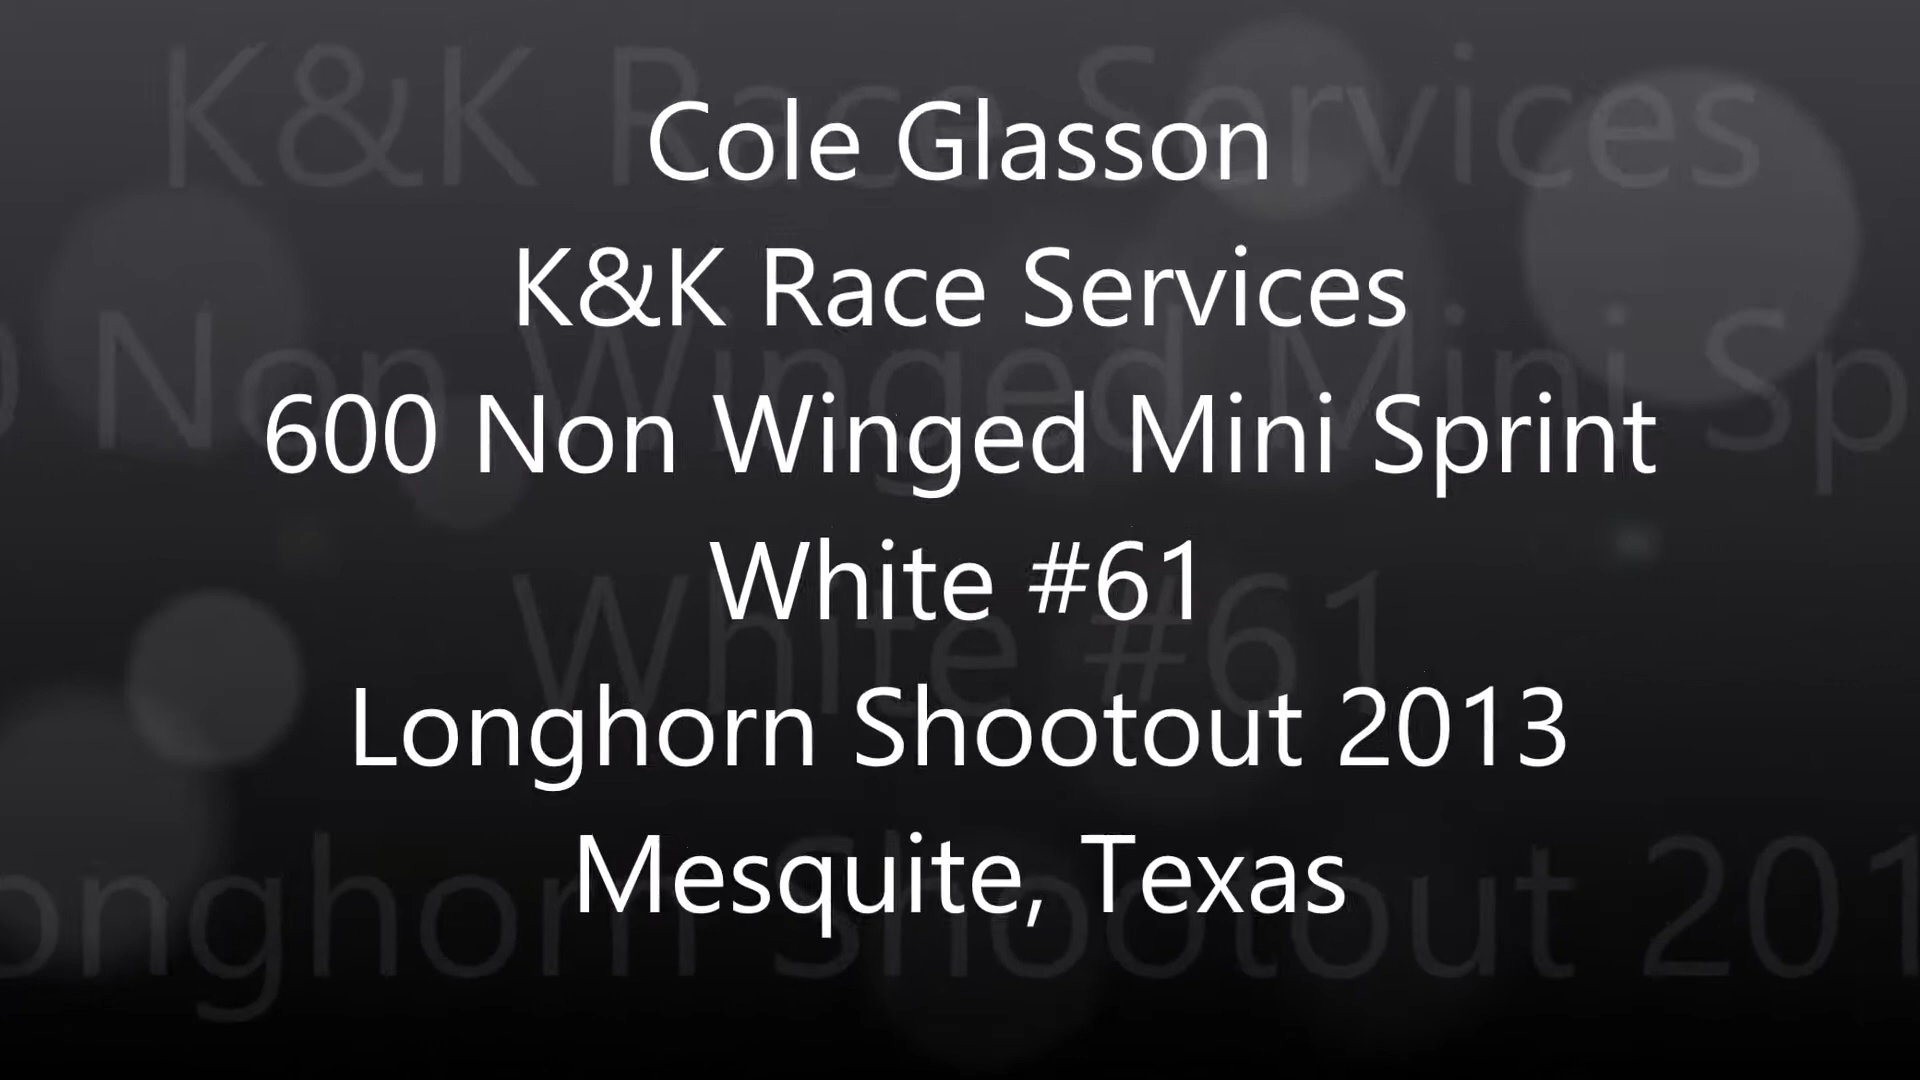 Cole Glasson
K&K Race Services
600 Non Winged Mini Sprint
White #61
Longhorn Shootout 2013
Mesquite, Texas